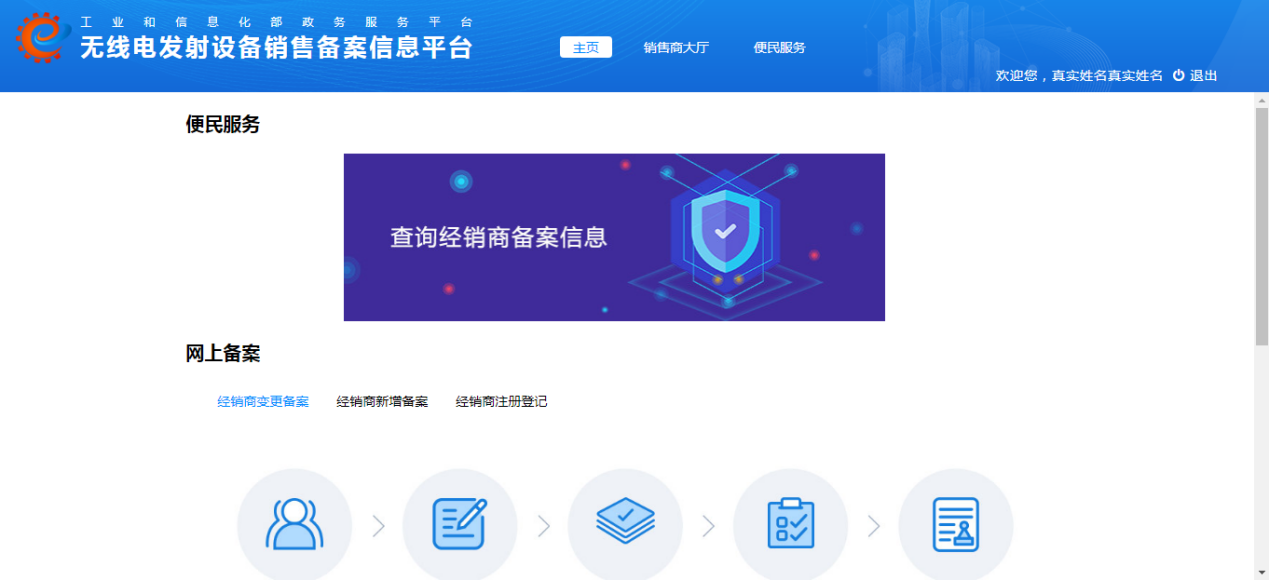 工业和信息化部政务服务平台
无线电发射设备销售备案信息平台
主页 销售商大厅 便民服务
欢迎您，真实姓名真实姓名 退出
便民服务
查询经销商备案信息
网上备案
经销商变更备案 经销商新增备案 经销商注册登记